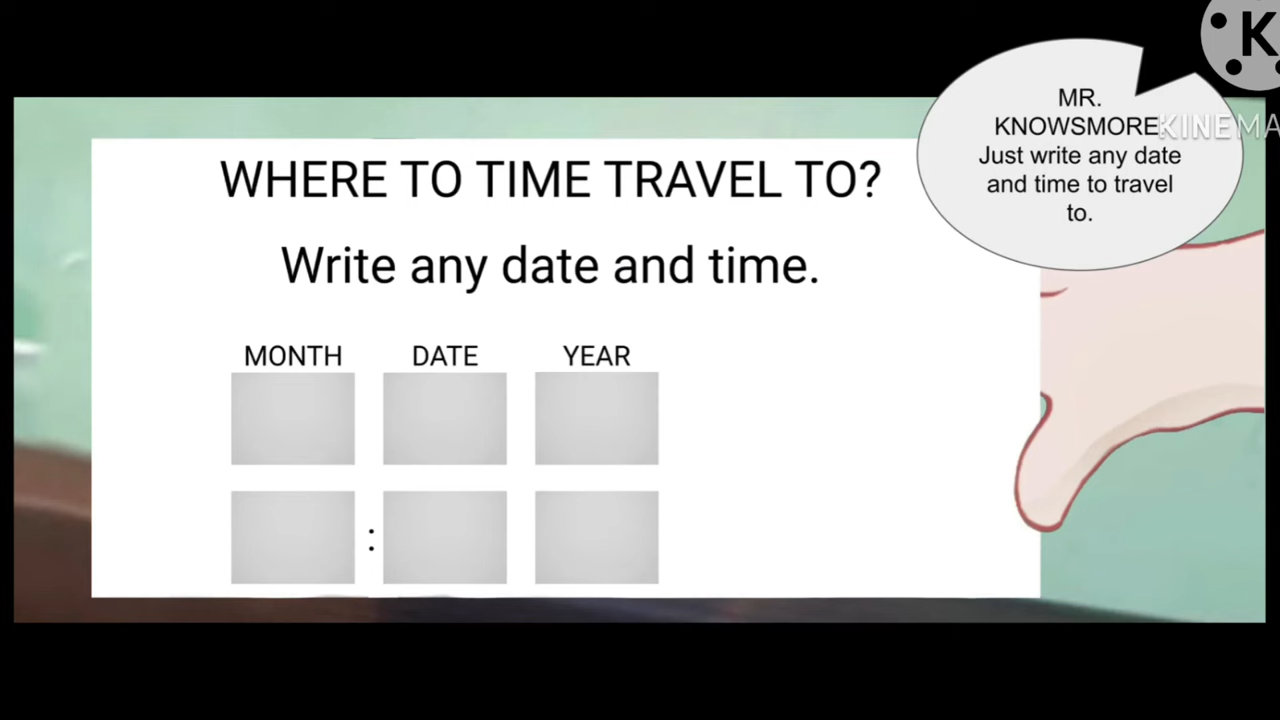 K
MR.
KNOWSMORE:
KINEMA
Just write any date
and time to travel
to.
WHERE TO TIME TRAVEL TO?
Write any date and time.
MONTH DATE YEAR
: